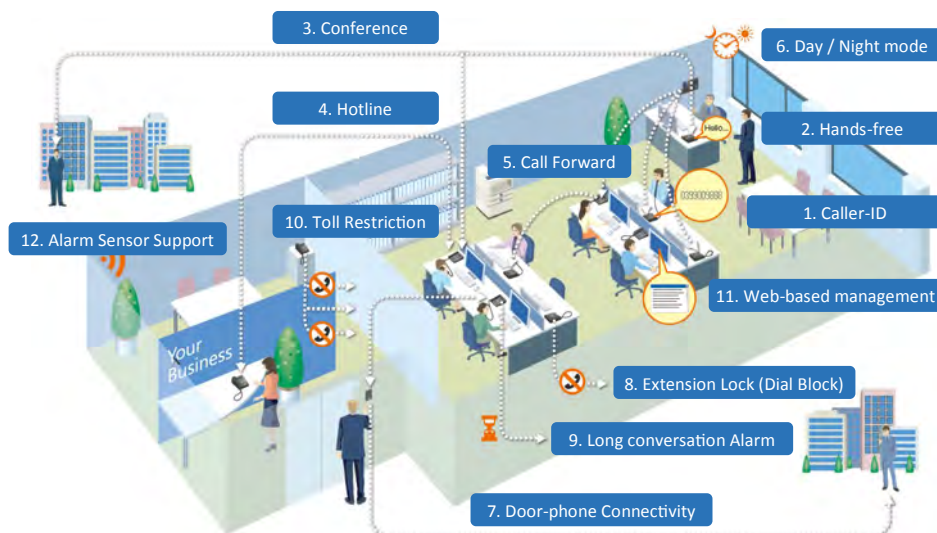 3. Conference
6. Day / Night mode
4. Hotline
2. Hands-free
Hello...
5. Call Forward
1. Caller-ID
10. Toll Restriction
12. Alarm Sensor Support
11. Web-based management
Your
Business
8. Extension Lock (Dial Block)
9. Long conversation Alarm
7. Door-phone Connectivity